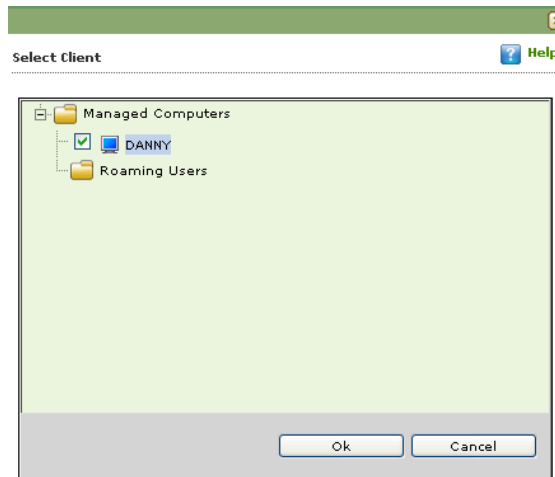 Select Client
Help
Managed Computers
DANNY
Roaming Users
Ok Cancel